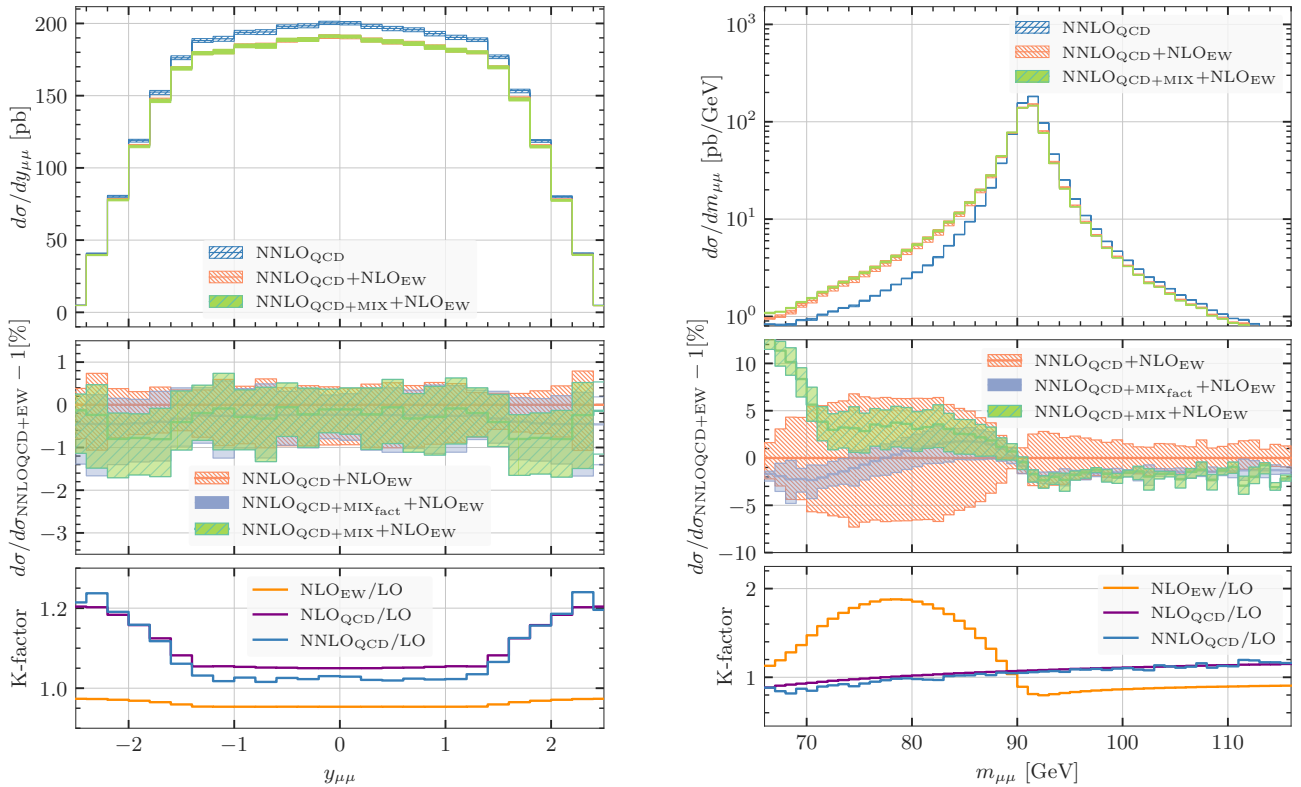 dσ/dy_μμ [pb]
200
150
100
50
0
NNLO_QCD
NNLO_QCD+NLO_EW
NNLO_QCD+MIX+NLO_EW
dσ/dσ_NNLOQCD+EW − 1[%]
1
0
−1
−2
−3
NNLO_QCD+NLO_EW
NNLO_QCD+MIX_fact+NLO_EW
NNLO_QCD+MIX+NLO_EW
K-factor
1.2
1.0
NLO_EW/LO
NLO_QCD/LO
NNLO_QCD/LO
−2 −1 0 1 2
y_μμ
dσ/dm_μμ [pb/GeV]
10^3
10^2
10^1
10^0
NNLO_QCD
NNLO_QCD+NLO_EW
NNLO_QCD+MIX+NLO_EW
dσ/dσ_NNLOQCD+EW − 1[%]
10
5
0
−5
−10
NNLO_QCD+NLO_EW
NNLO_QCD+MIX_fact+NLO_EW
NNLO_QCD+MIX+NLO_EW
K-factor
2
1
NLO_EW/LO
NLO_QCD/LO
NNLO_QCD/LO
70 80 90 100 110
m_μμ [GeV]